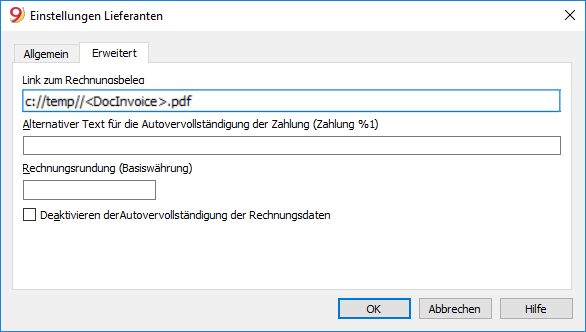 9 Einstellungen Lieferanten
Allgemein Erweitert
Link zum Rechnungsbeleg
c://temp//<DocInvoice>.pdf
Alternativer Text für die Autovervollständigung der Zahlung (Zahlung %1)
Rechnungsrundung (Basiswährung)
Deaktivieren derAutovervollständigung der Rechnungsdaten
OK Abbrechen Hilfe